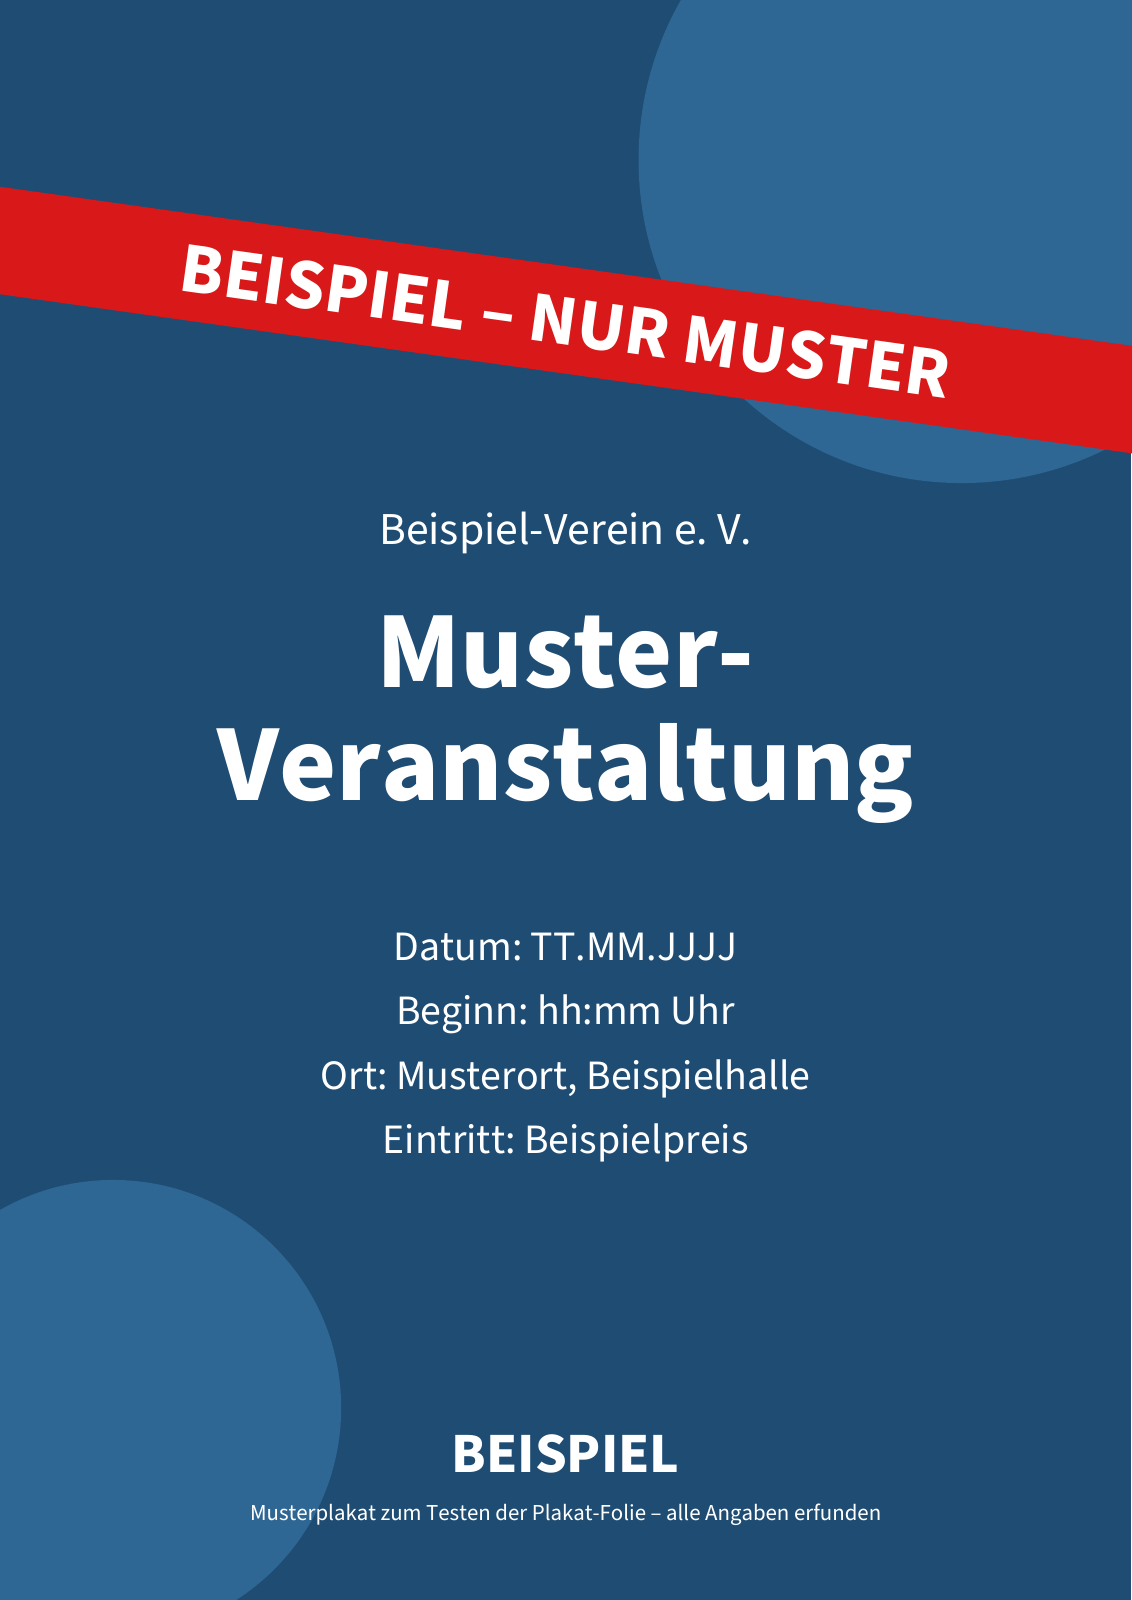 BEISPIEL – NUR MUSTER
Beispiel-Verein e. V.
Muster-
Veranstaltung
Datum: TT.MM.JJJJ
Beginn: hh:mm Uhr
Ort: Musterort, Beispielhalle
Eintritt: Beispielpreis
BEISPIEL
Musterplakat zum Testen der Plakat-Folie – alle Angaben erfunden